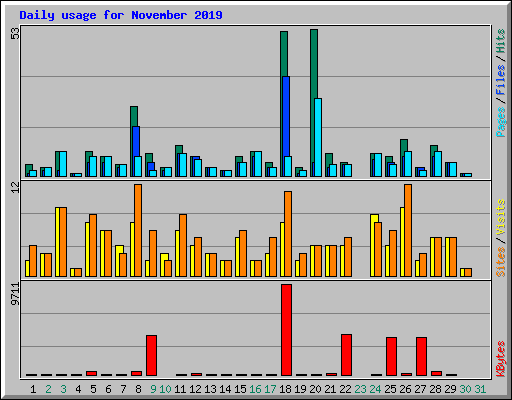 Daily usage for November 2019
53
Pages / Files / Hits
12
Sites / Visits
9711
KBytes
1 2 3 4 5 6 7 8 9 10 11 12 13 14 15 16 17 18 19 20 21 22 23 24 25 26 27 28 29 30 31